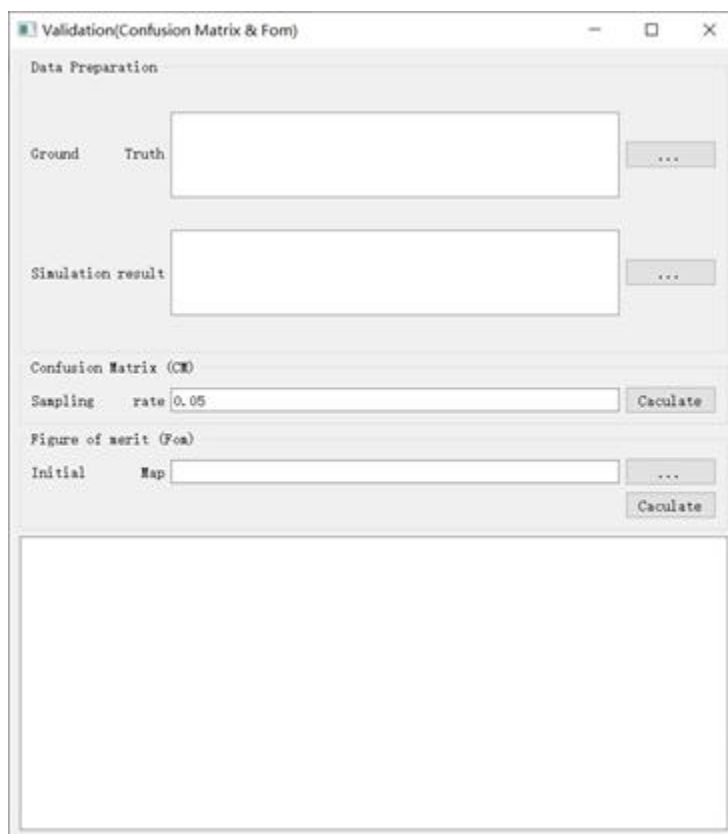 Validation(Confusion Matrix & Fom)
Data Preparation
Ground Truth ...
Simulation result ...
Confusion Matrix (CM)
Sampling rate 0.05 Caculate
Figure of merit (Fom)
Initial Map ...
Caculate